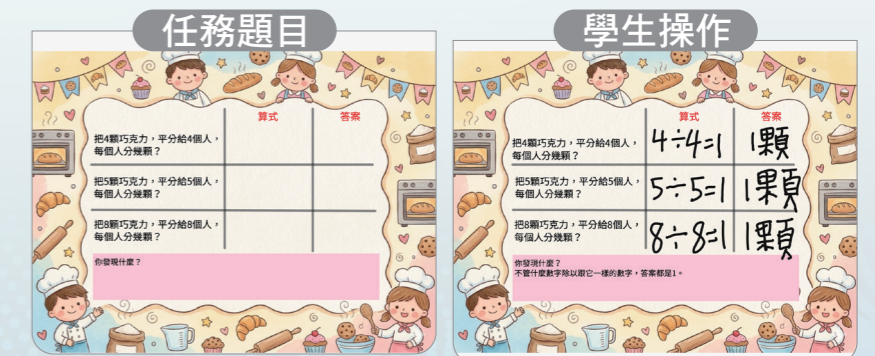 任務題目
算式 答案
把4顆巧克力，平分給4個人，
每個人分幾顆？
把5顆巧克力，平分給5個人，
每個人分幾顆？
把8顆巧克力，平分給8個人，
每個人分幾顆？
你發現什麼？
學生操作
算式 答案
把4顆巧克力，平分給4個人，
每個人分幾顆？
4÷4=1 1顆
把5顆巧克力，平分給5個人，
每個人分幾顆？
5÷5=1 1顆
把8顆巧克力，平分給8個人，
每個人分幾顆？
8÷8=1 1顆
你發現什麼？
不管什麼數字除以跟它一樣的數字，答案都是1。